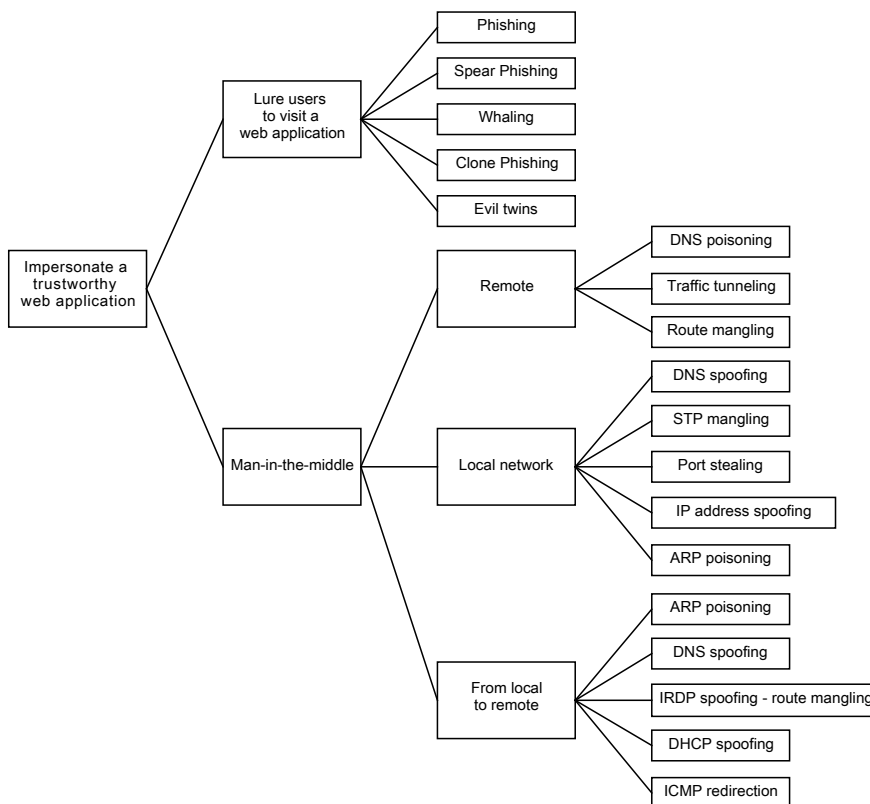 Phishing
Lure users
to visit a
web application
Spear Phishing
Whaling
Clone Phishing
Evil twins
Impersonate a
trustworthy
web application
Remote
DNS poisoning
Traffic tunneling
Route mangling
Man-in-the-middle
Local network
DNS spoofing
STP mangling
Port stealing
IP address spoofing
ARP poisoning
From local
to remote
ARP poisoning
DNS spoofing
IRDP spoofing - route mangling
DHCP spoofing
ICMP redirection